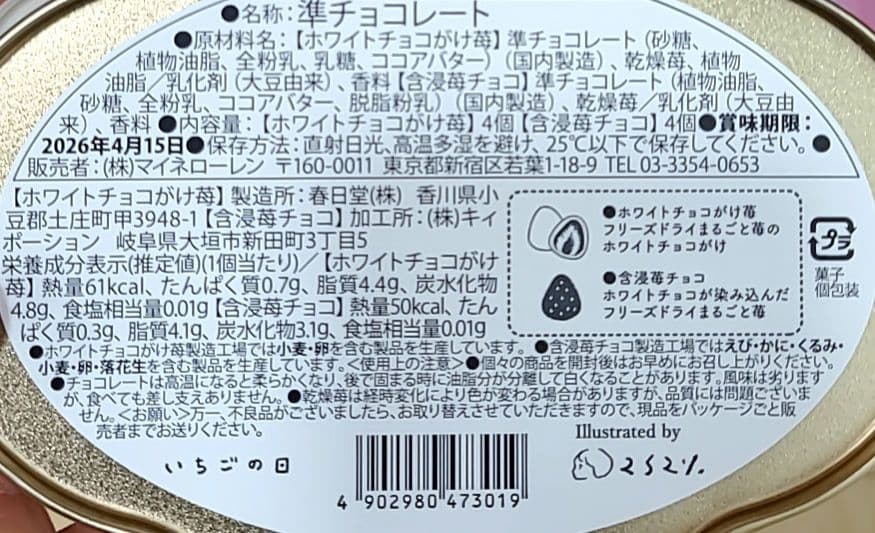 ●名称：準チョコレート
●原材料名：【ホワイトチョコがけ苺】準チョコレート（砂糖、
植物油脂、全粉乳、乳糖、ココアバター）（国内製造）、乾燥苺、植物
油脂／乳化剤（大豆由来）、香料【含浸苺チョコ】準チョコレート（植物油脂、
砂糖、全粉乳、ココアバター、脱脂粉乳）（国内製造）、乾燥苺／乳化剤（大豆由
来）、香料●内容量：【ホワイトチョコがけ苺】4個【含浸苺チョコ】4個●賞味期限：
2026年4月15日●保存方法：直射日光、高温多湿を避け、25℃以下で保存してください。●
販売者：(株)マイネローレン 〒160-0011 東京都新宿区若葉1-18-9 TEL 03-3354-0653
【ホワイトチョコがけ苺】製造所：春日堂(株) 香川県小
豆郡土庄町甲3948-1【含浸苺チョコ】加工所：(株)キィ
ポーション 岐阜県大垣市新田町3丁目5
栄養成分表示(推定値)(1個当たり)／【ホワイトチョコがけ
苺】熱量61kcal、たんぱく質0.7g、脂質4.4g、炭水化物
4.8g、食塩相当量0.01g【含浸苺チョコ】熱量50kcal、たん
ぱく質0.3g、脂質4.1g、炭水化物3.1g、食塩相当量0.01g
●ホワイトチョコがけ苺
フリーズドライまるごと苺の
ホワイトチョコがけ
●含浸苺チョコ
ホワイトチョコが染み込んだ
フリーズドライまるごと苺
プラ
菓子
個包装
●ホワイトチョコがけ苺製造工場では小麦・卵を含む製品を生産しています。●含浸苺チョコ製造工場ではえび・かに・くるみ・
小麦・卵・落花生を含む製品を生産しています。＜使用上の注意＞●個々の商品を開封後はお早めにお召し上がりください。
●チョコレートは高温になると柔らかくなり、後で固まる時に油脂分が分離して白くなることがあります。風味は劣ります
が、食べても差し支えありません。●乾燥苺は経時変化により色が変わる場合がありますが、品質には問題ございま
せん。＜お願い＞万一、不良品がございましたら、お取り替えさせていただきますので、現品をパッケージごと販
売者までお送りください。
いちごの日
4 902980 473019
Illustrated by